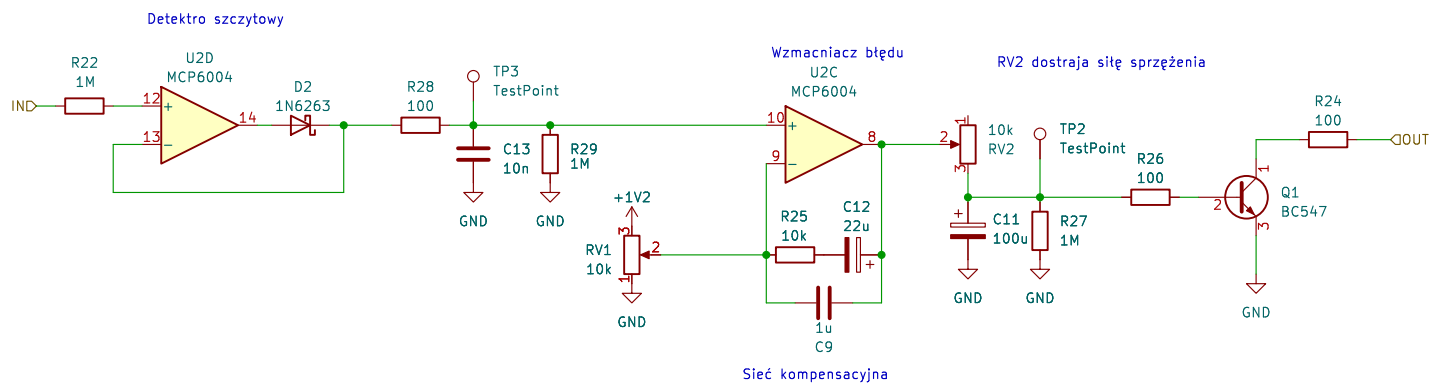 Detektro szczytowy
IN
R22
1M
U2D
MCP6004
12
+
13
−
14
D2
1N6263
R28
100
TP3
TestPoint
C13
10n
GND
R29
1M
GND
Wzmacniacz błędu
U2C
MCP6004
10
+
9
−
8
+1V2
RV1
10k
3
2
1
GND
R25
10k
C12
22u
+
1u
C9
Sieć kompensacyjna
RV2 dostraja siłę sprzężenia
1
2
3
10k
RV2
TP2
TestPoint
+
C11
100u
GND
R27
1M
GND
R26
100
2
1
3
Q1
BC547
GND
R24
100
OUT